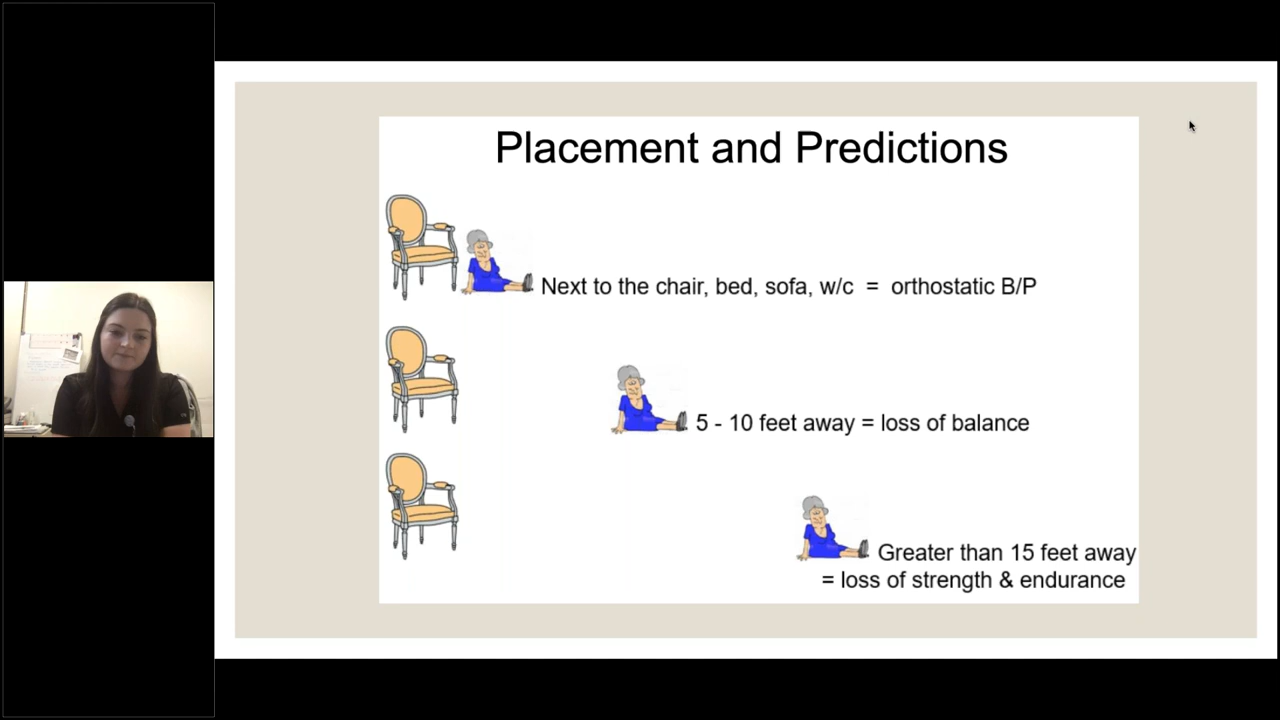 Placement and Predictions
Next to the chair, bed, sofa, w/c = orthostatic B/P
5 - 10 feet away = loss of balance
Greater than 15 feet away
= loss of strength & endurance